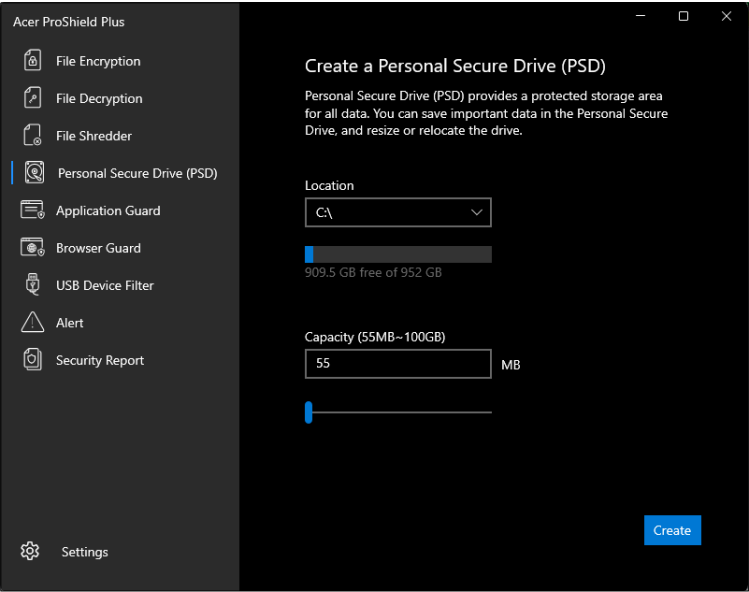 Acer ProShield Plus
File Encryption
File Decryption
File Shredder
Personal Secure Drive (PSD)
Application Guard
Browser Guard
USB Device Filter
Alert
Security Report
Settings
Create a Personal Secure Drive (PSD)
Personal Secure Drive (PSD) provides a protected storage area
for all data. You can save important data in the Personal Secure
Drive, and resize or relocate the drive.
Location
C:\
909.5 GB free of 952 GB
Capacity (55MB~100GB)
55 MB
Create